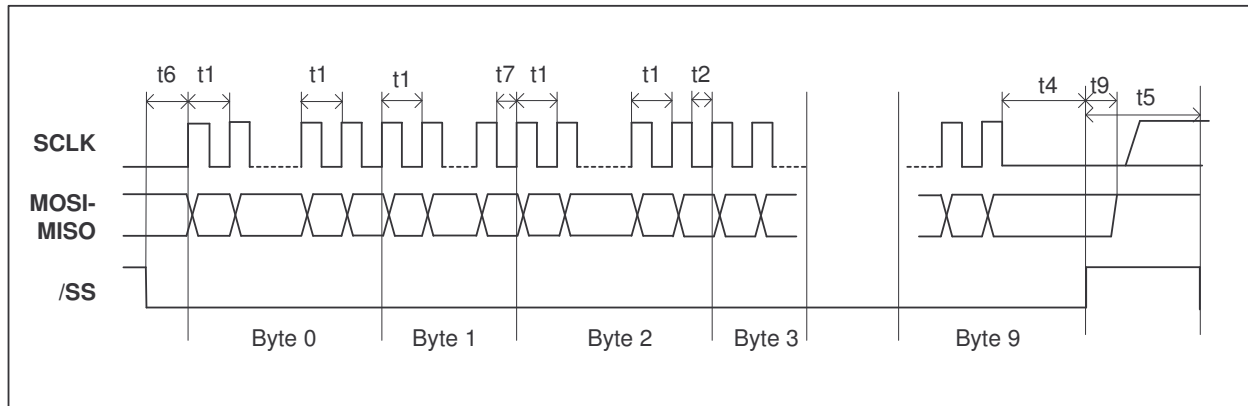 t6 t1 t1 t1 t7 t1 t1 t2 t4 t9
t5
SCLK
MOSI-
MISO
/SS
Byte 0 Byte 1 Byte 2 Byte 3 Byte 9